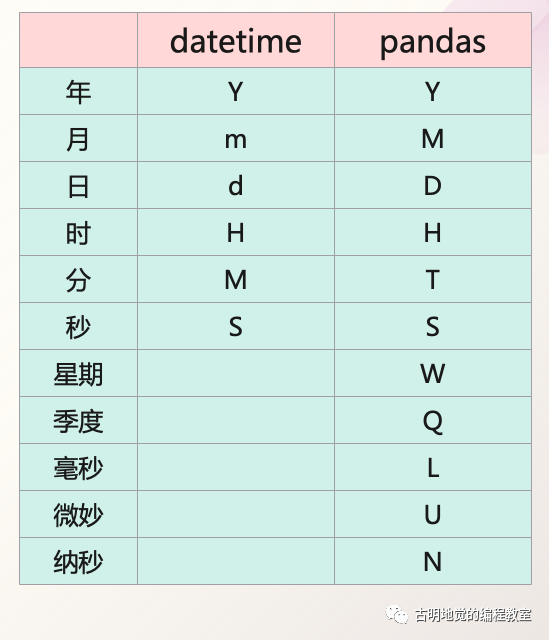 datetime pandas
年 Y Y
月 m M
日 d D
时 H H
分 M T
秒 S S
星期 W
季度 Q
毫秒 L
微妙 U
纳秒 N
古明地觉的编程教室